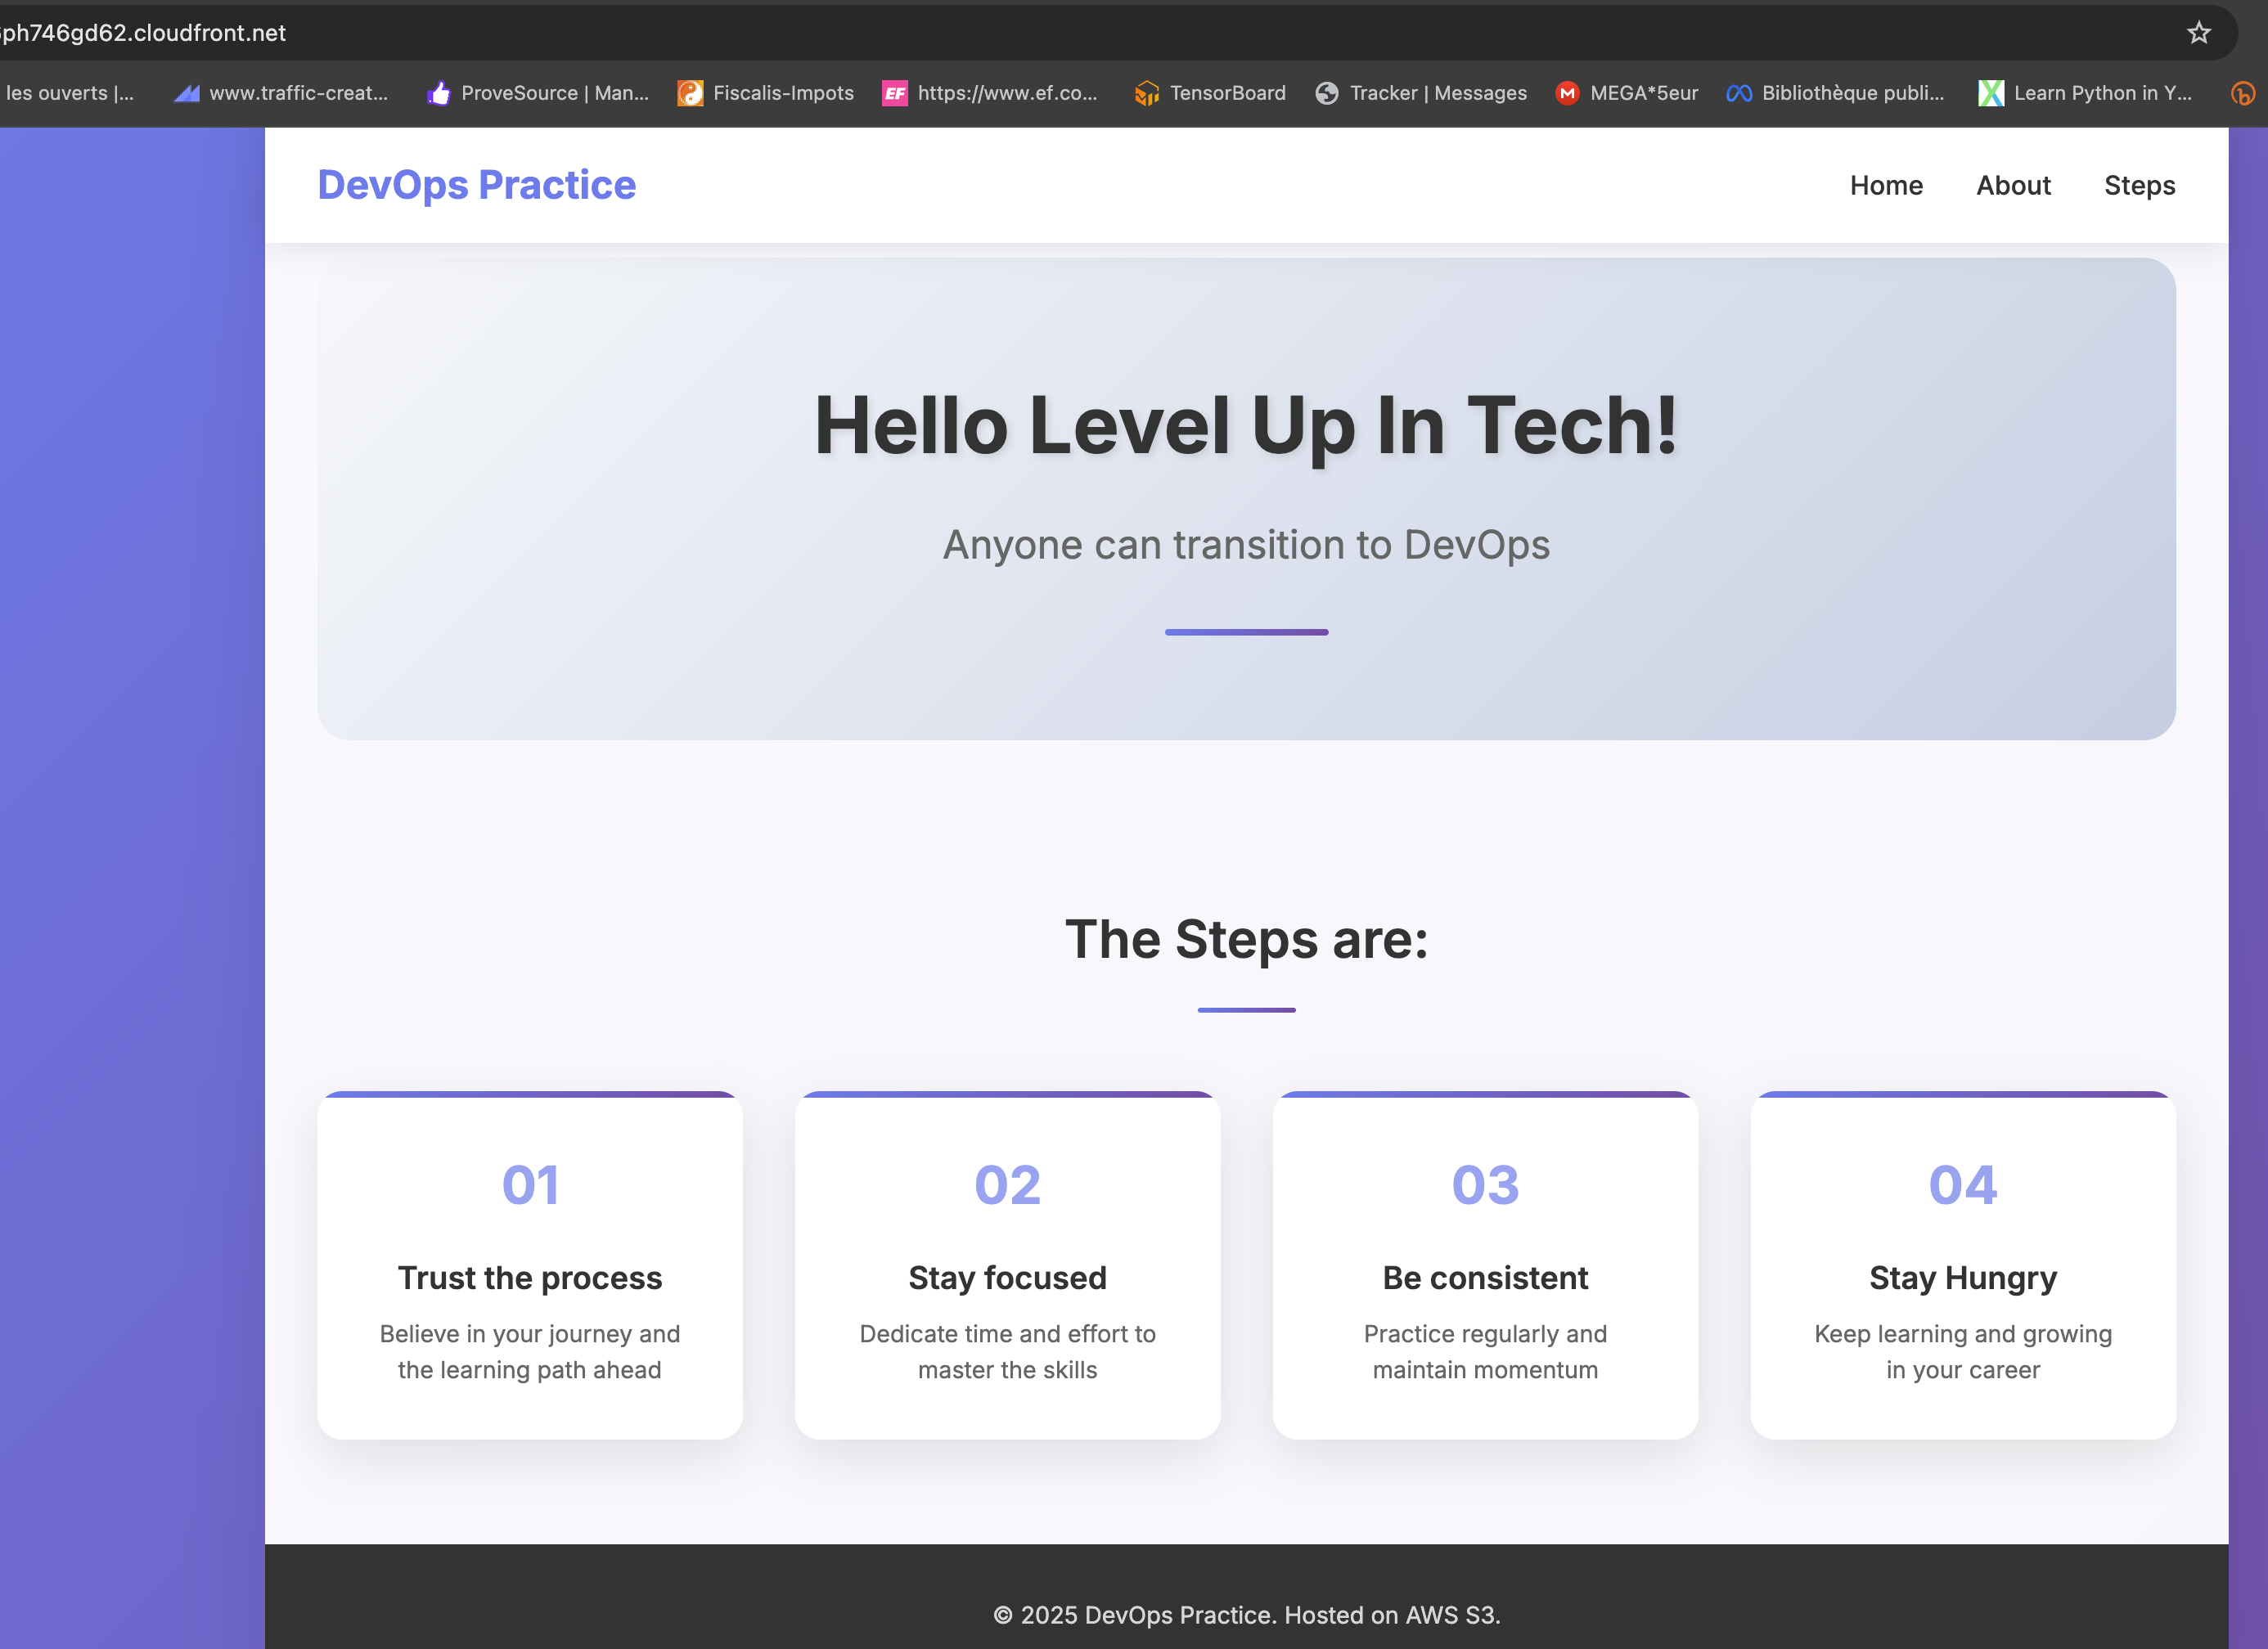 ph746gd62.cloudfront.net
les ouverts |... www.traffic-creat... ProveSource | Man... Fiscalis-Impots EF https://www.ef.co... TensorBoard Tracker | Messages M MEGA*5eur Bibliothèque publi... Learn Python in Y... b
DevOps Practice Home About Steps
Hello Level Up In Tech!
Anyone can transition to DevOps
The Steps are:
01
Trust the process
Believe in your journey and
the learning path ahead
02
Stay focused
Dedicate time and effort to
master the skills
03
Be consistent
Practice regularly and
maintain momentum
04
Stay Hungry
Keep learning and growing
in your career
© 2025 DevOps Practice. Hosted on AWS S3.